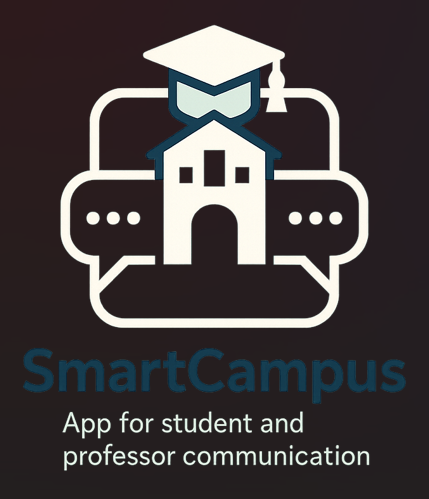 SmartCampus
App for student and
professor communication